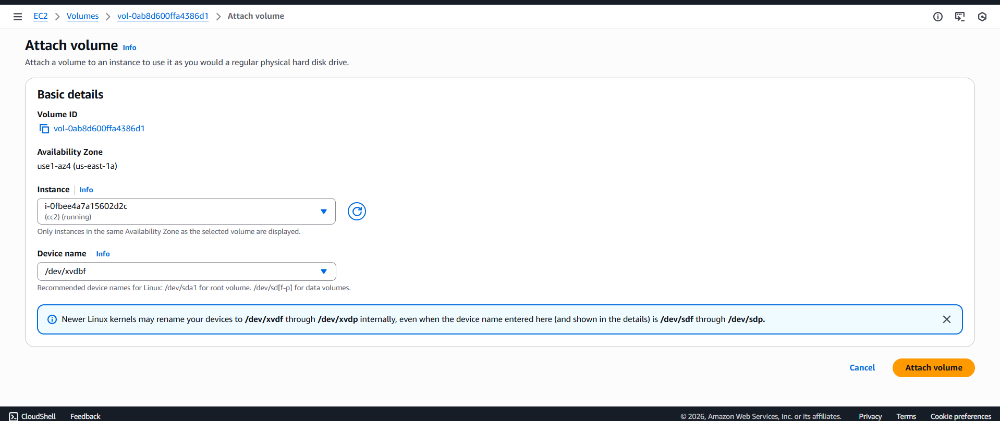 EC2 > Volumes > vol-0ab8d600ffa4386d1 > Attach volume
Attach volume Info
Attach a volume to an instance to use it as you would a regular physical hard disk drive.
Basic details
Volume ID
vol-0ab8d600ffa4386d1
Availability Zone
use1-az4 (us-east-1a)
Instance | Info
i-0fbee4a7a15602d2c
(cc2) (running)
Only instances in the same Availability Zone as the selected volume are displayed.
Device name | Info
/dev/xvdbf
Recommended device names for Linux: /dev/sda1 for root volume. /dev/sd[f-p] for data volumes.
Newer Linux kernels may rename your devices to /dev/xvdf through /dev/xvdp internally, even when the device name entered here (and shown in the details) is /dev/sdf through /dev/sdp.
Cancel Attach volume
CloudShell Feedback © 2026, Amazon Web Services, Inc. or its affiliates. Privacy Terms Cookie preferences